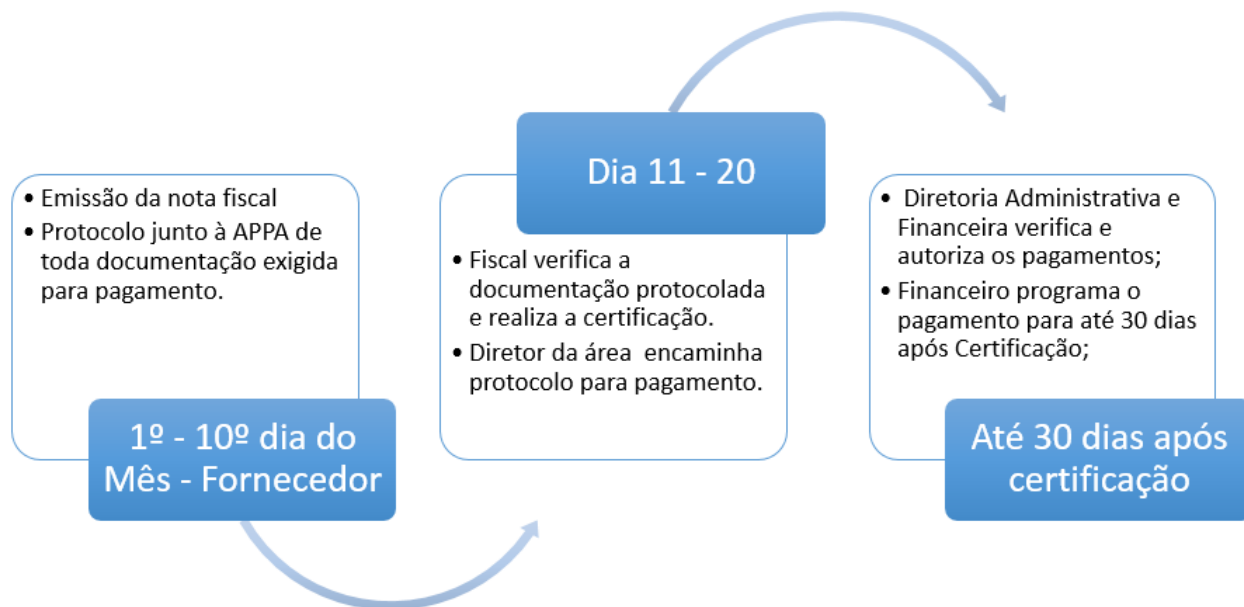 • Emissão da nota fiscal
• Protocolo junto à APPA de
toda documentação exigida
para pagamento.
1º - 10º dia do
Mês - Fornecedor
Dia 11 - 20
• Fiscal verifica a
documentação protocolada
e realiza a certificação.
• Diretor da área encaminha
protocolo para pagamento.
• Diretoria Administrativa e
Financeira verifica e
autoriza os pagamentos;
• Financeiro programa o
pagamento para até 30 dias
após Certificação;
Até 30 dias após
certificação